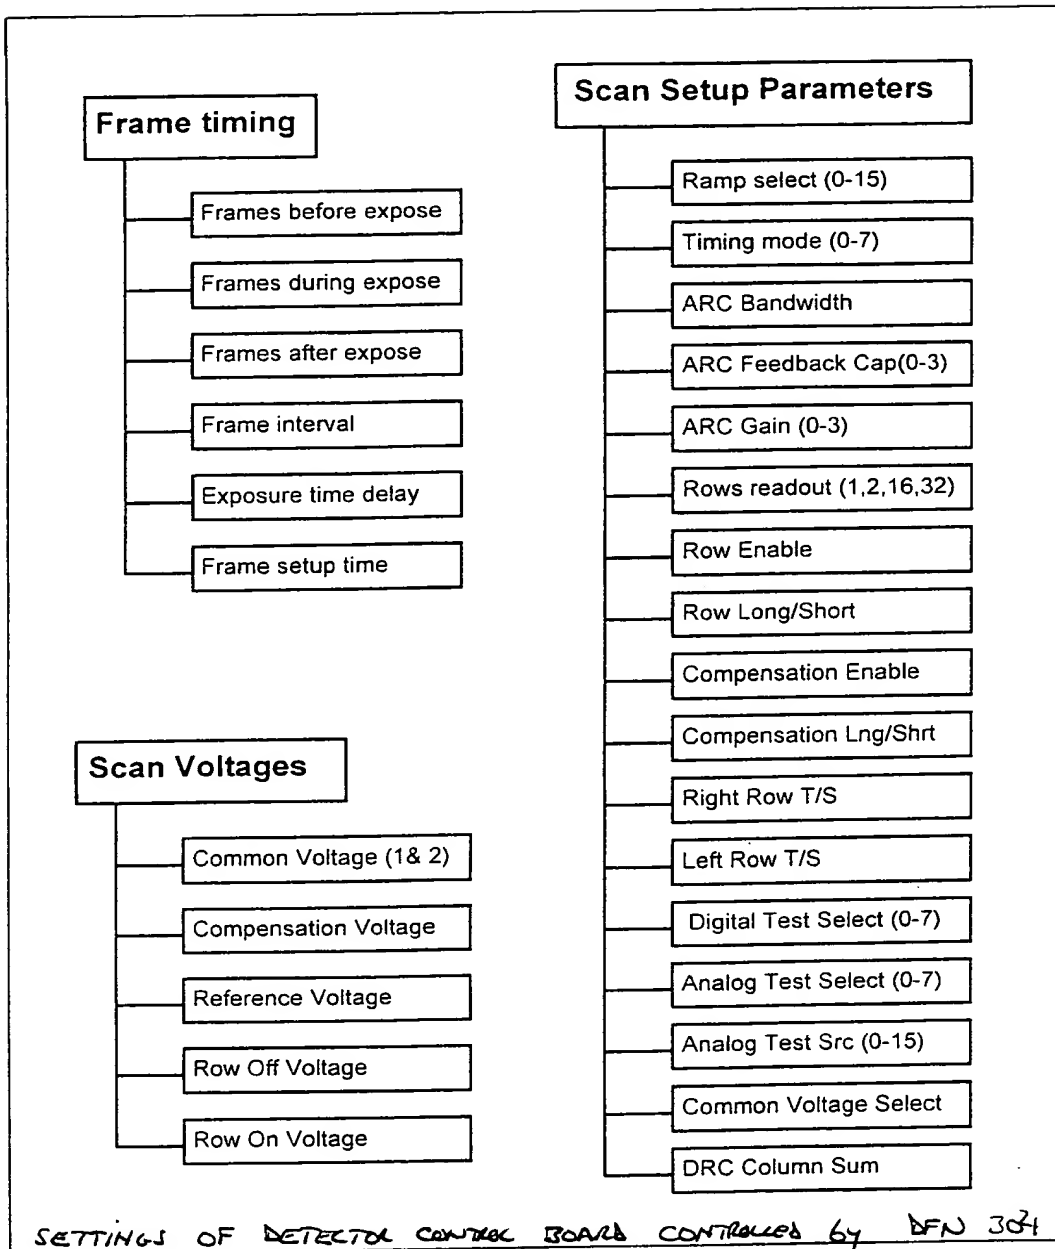 Frame timing
Frames before expose
Frames during expose
Frames after expose
Frame interval
Exposure time delay
Frame setup time
Scan Voltages
Common Voltage (1& 2)
Compensation Voltage
Reference Voltage
Row Off Voltage
Row On Voltage
Scan Setup Parameters
Ramp select (0-15)
Timing mode (0-7)
ARC Bandwidth
ARC Feedback Cap(0-3)
ARC Gain (0-3)
Rows readout (1,2,16,32)
Row Enable
Row Long/Short
Compensation Enable
Compensation Lng/Shrt
Right Row T/S
Left Row T/S
Digital Test Select (0-7)
Analog Test Select (0-7)
Analog Test Src (0-15)
Common Voltage Select
DRC Column Sum
SETTINGS OF DETECTOR CONTROL BOARD CONTROLLED by DFN